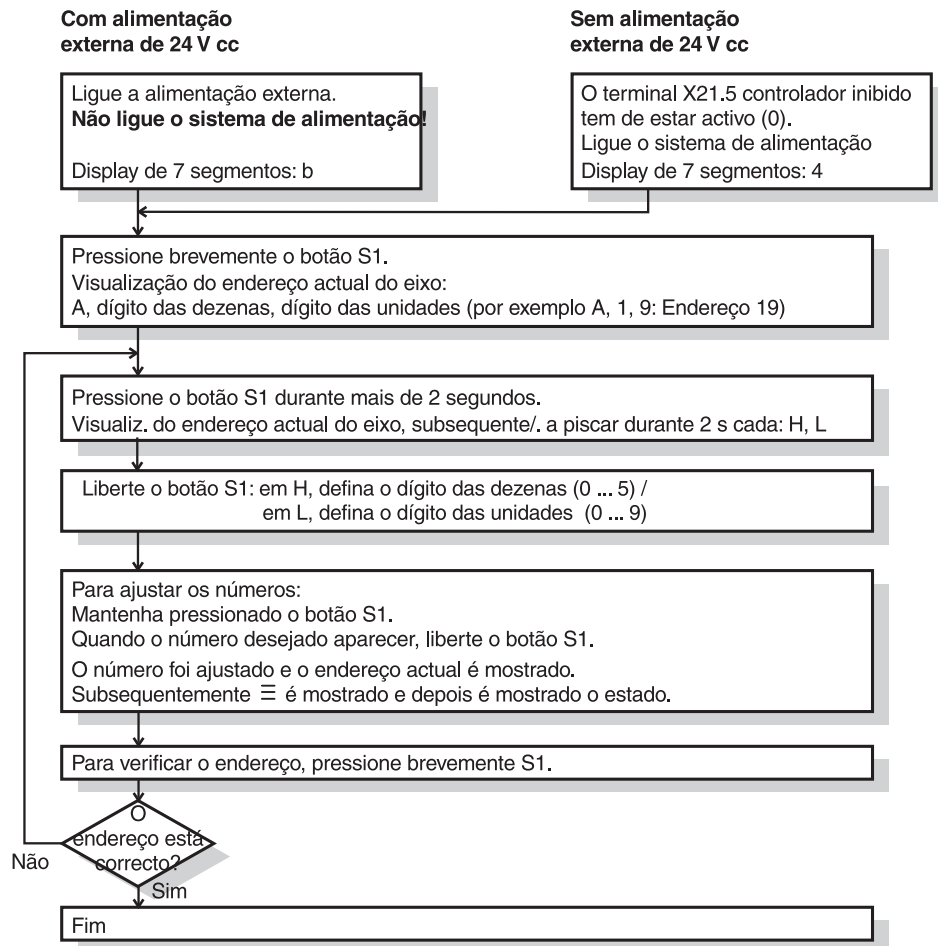 Com alimentação
externa de 24 V cc
Sem alimentação
externa de 24 V cc
Ligue a alimentação externa.
Não ligue o sistema de alimentação!
Display de 7 segmentos: b
O terminal X21.5 controlador inibido
tem de estar activo (0).
Ligue o sistema de alimentação
Display de 7 segmentos: 4
Pressione brevemente o botão S1.
Visualização do endereço actual do eixo:
A, dígito das dezenas, dígito das unidades (por exemplo A, 1, 9: Endereço 19)
Pressione o botão S1 durante mais de 2 segundos.
Visualiz. do endereço actual do eixo, subsequente/. a piscar durante 2 s cada: H, L
Liberte o botão S1: em H, defina o dígito das dezenas (0 ... 5) /
em L, defina o dígito das unidades (0 ... 9)
Para ajustar os números:
Mantenha pressionado o botão S1.
Quando o número desejado aparecer, liberte o botão S1.
O número foi ajustado e o endereço actual é mostrado.
Subsequentemente ☰ é mostrado e depois é mostrado o estado.
Para verificar o endereço, pressione brevemente S1.
O
endereço está
correcto?
Não
Sim
Fim